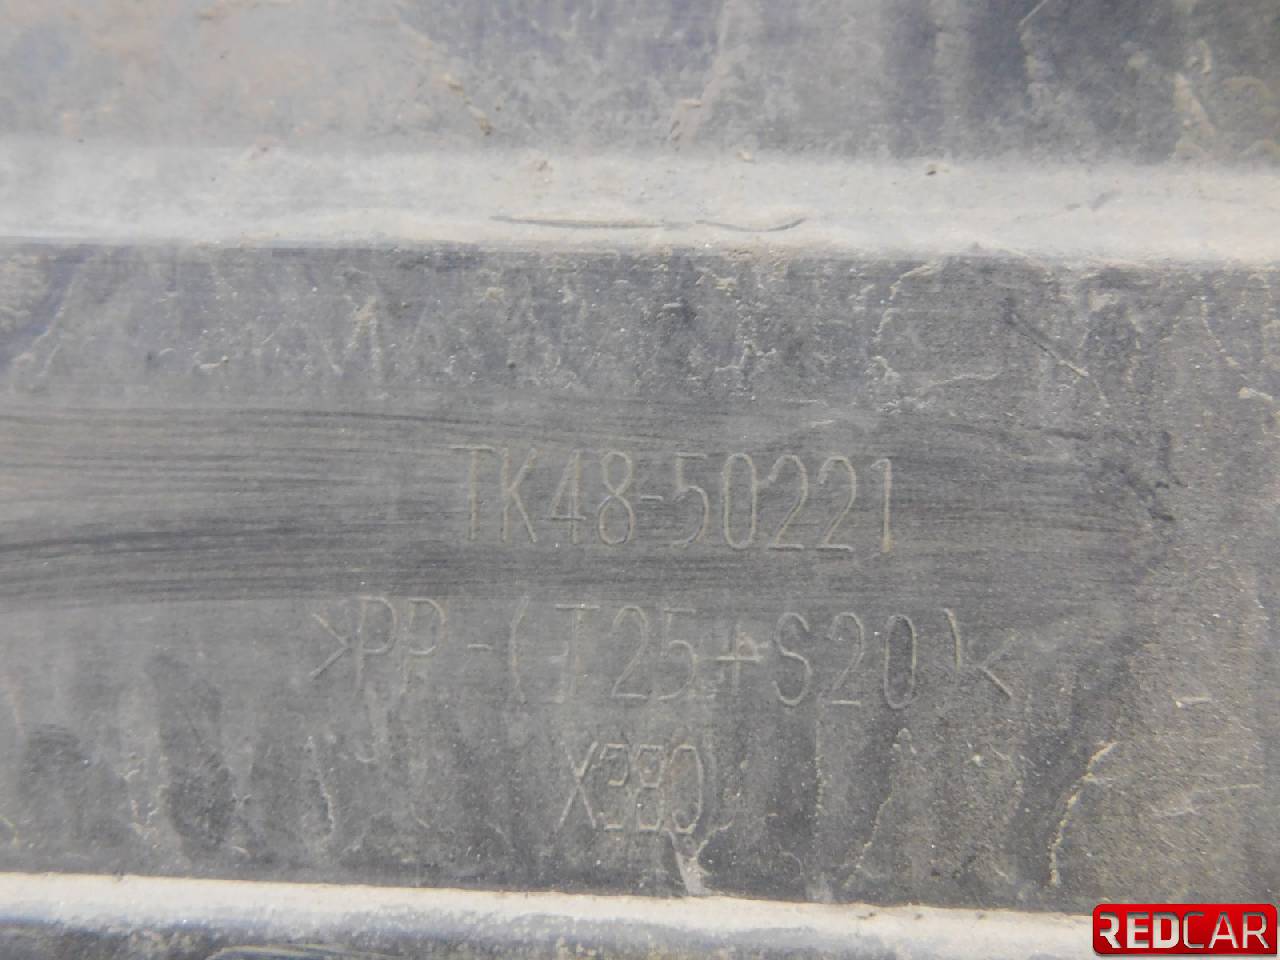 TK48-50221
>PP-(T25+S20)<
X380
REDCAR